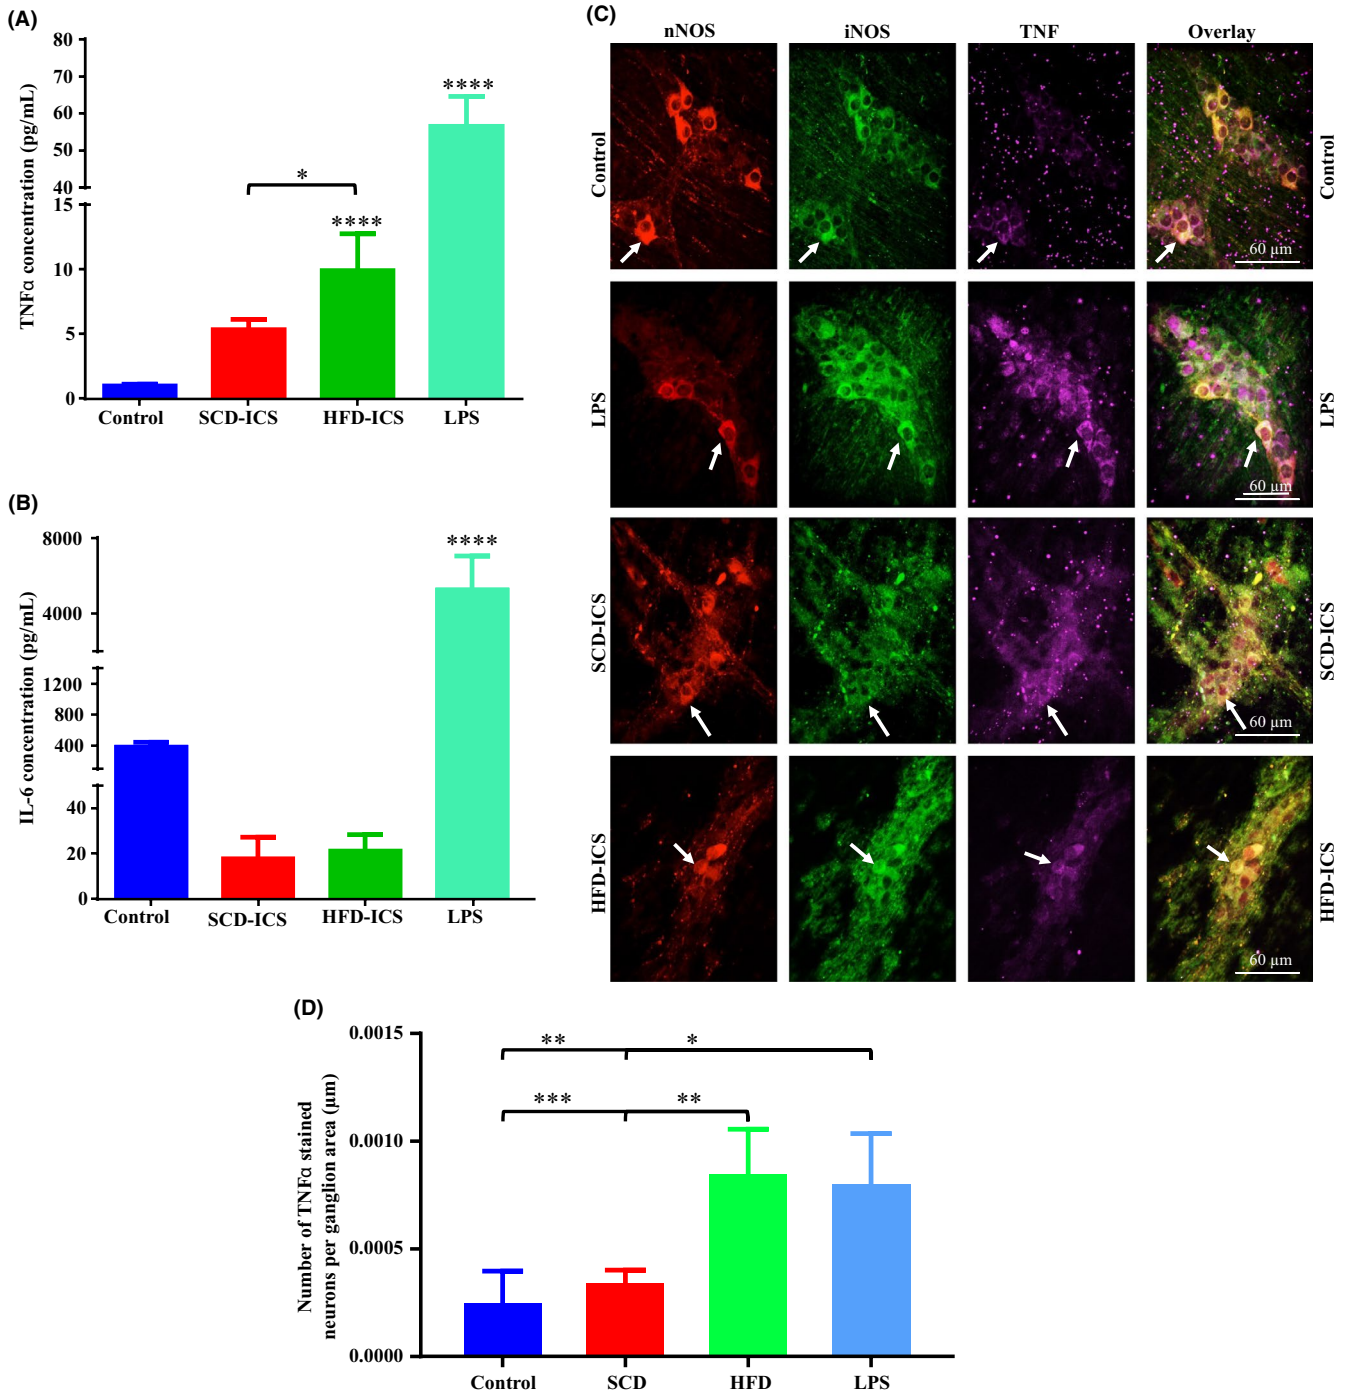 (A)
80
70
60
50
40
15
10
5
0
TNFα concentration (pg/mL)
*
****
****
Control
SCD-ICS
HFD-ICS
LPS
(B)
8000
4000
1200
800
400
40
20
0
IL-6 concentration (pg/mL)
****
Control
SCD-ICS
HFD-ICS
LPS
(C)
nNOS
iNOS
TNF
Overlay
Control
60 µm
Control
LPS
60 µm
LPS
SCD-ICS
60 µm
SCD-ICS
HFD-ICS
60 µm
HFD-ICS
(D)
0.0015
0.0010
0.0005
0.0000
Number of TNFα stained
neurons per ganglion area (µm)
**
*
***
**
Control
SCD
HFD
LPS